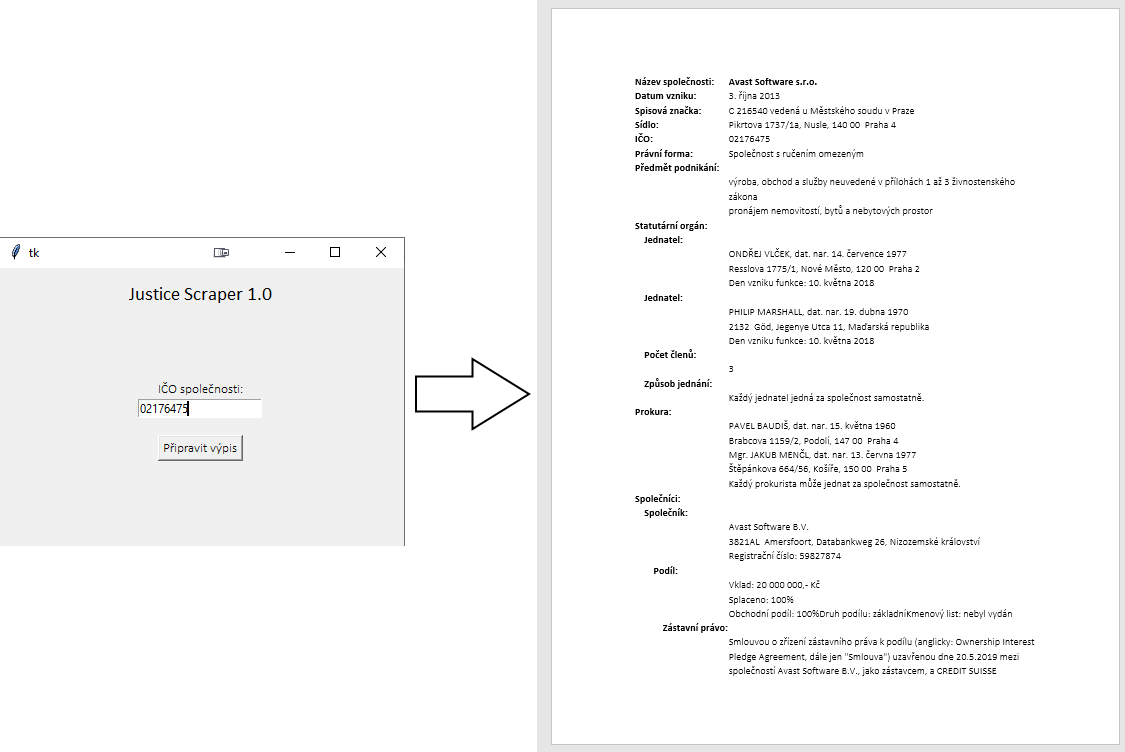 tk
Justice Scraper 1.0
IČO společnosti:
02176475
Připravit výpis
Název společnosti: Avast Software s.r.o.
Datum vzniku: 3. října 2013
Spisová značka: C 216540 vedená u Městského soudu v Praze
Sídlo: Pikrtova 1737/1a, Nusle, 140 00 Praha 4
IČO: 02176475
Právní forma: Společnost s ručením omezeným
Předmět podnikání:
výroba, obchod a služby neuvedené v přílohách 1 až 3 živnostenského
zákona
pronájem nemovitostí, bytů a nebytových prostor
Statutární orgán:
Jednatel:
ONDŘEJ VLČEK, dat. nar. 14. července 1977
Resslova 1775/1, Nové Město, 120 00 Praha 2
Den vzniku funkce: 10. května 2018
Jednatel:
PHILIP MARSHALL, dat. nar. 19. dubna 1970
2132 Göd, Jegenye Utca 11, Maďarská republika
Den vzniku funkce: 10. května 2018
Počet členů:
3
Způsob jednání:
Každý jednatel jedná za společnost samostatně.
Prokura:
PAVEL BAUDIŠ, dat. nar. 15. května 1960
Brabcova 1159/2, Podolí, 147 00 Praha 4
Mgr. JAKUB MENČL, dat. nar. 13. června 1977
Štěpánkova 664/56, Košíře, 150 00 Praha 5
Každý prokurista může jednat za společnost samostatně.
Společníci:
Společník:
Avast Software B.V.
3821AL Amersfoort, Databankweg 26, Nizozemské království
Registrační číslo: 59827874
Podíl:
Vklad: 20 000 000,- Kč
Splaceno: 100%
Obchodní podíl: 100%Druh podílu: základníKmenový list: nebyl vydán
Zástavní právo:
Smlouvou o zřízení zástavního práva k podílu (anglicky: Ownership Interest
Pledge Agreement, dále jen "Smlouva") uzavřenou dne 20.5.2019 mezi
společností Avast Software B.V., jako zástavcem, a CREDIT SUISSE